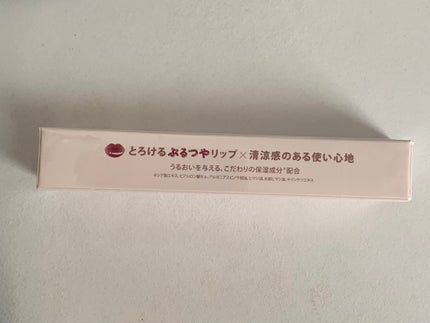 とろけるぷるつやリップ×清涼感のある使い心地
うるおいを与える、こだわりの保湿成分*配合